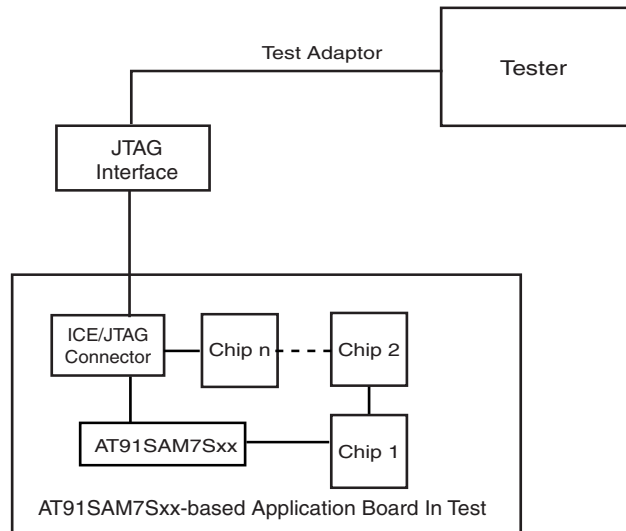 Test Adaptor
Tester
JTAG
Interface
ICE/JTAG
Connector
Chip n
Chip 2
AT91SAM7Sxx
Chip 1
AT91SAM7Sxx-based Application Board In Test